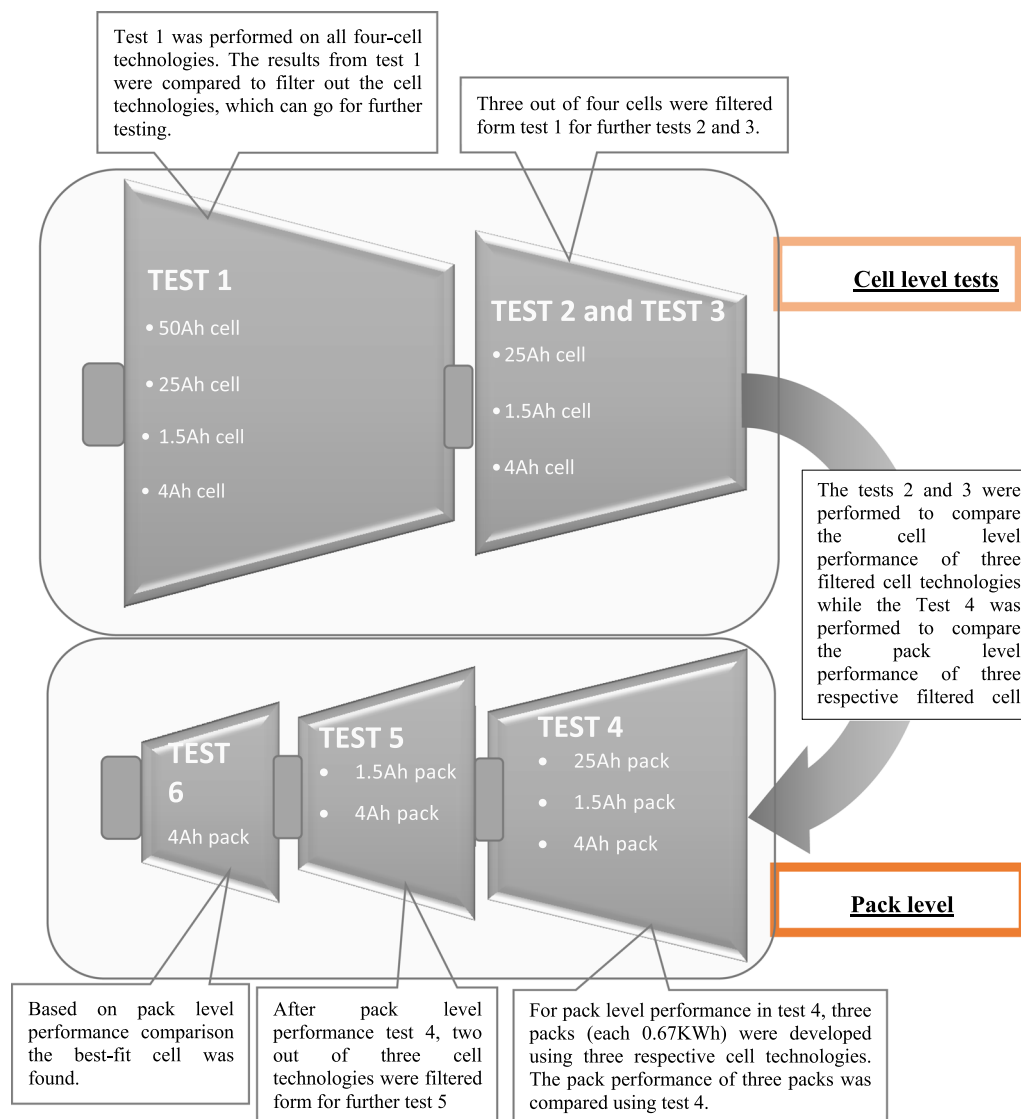 Test 1 was performed on all four-cell
technologies. The results from test 1
were compared to filter out the cell
technologies, which can go for further
testing.
Three out of four cells were filtered
form test 1 for further tests 2 and 3.
Cell level tests
TEST 1
• 50Ah cell
• 25Ah cell
• 1.5Ah cell
• 4Ah cell
TEST 2 and TEST 3
• 25Ah cell
• 1.5Ah cell
• 4Ah cell
The tests 2 and 3 were
performed to compare
the cell level
performance of three
filtered cell technologies
while the Test 4 was
performed to compare
the pack level
performance of three
respective filtered cell
TEST 4
• 25Ah pack
• 1.5Ah pack
• 4Ah pack
TEST 5
• 1.5Ah pack
• 4Ah pack
TEST
6
4Ah pack
Pack level
Based on pack level
performance comparison
the best-fit cell was
found.
After pack level
performance test 4, two
out of three cell
technologies were filtered
form for further test 5
For pack level performance in test 4, three
packs (each 0.67KWh) were developed
using three respective cell technologies.
The pack performance of three packs was
compared using test 4.